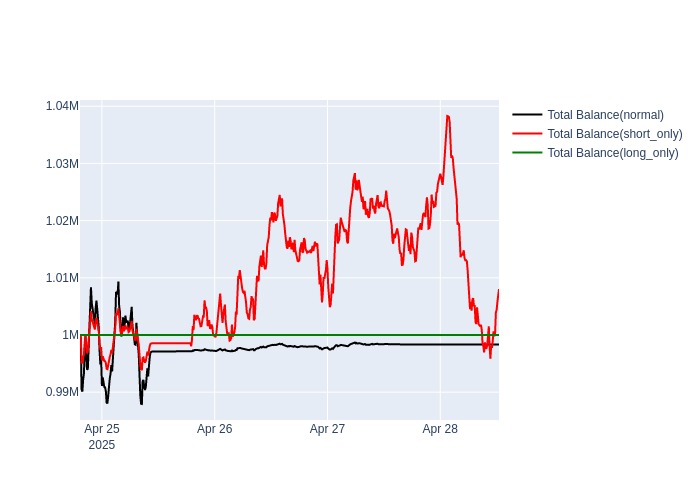 1.04M
1.03M
1.02M
1.01M
1M
0.99M
Apr 25
2025
Apr 26
Apr 27
Apr 28
Total Balance(normal)
Total Balance(short_only)
Total Balance(long_only)